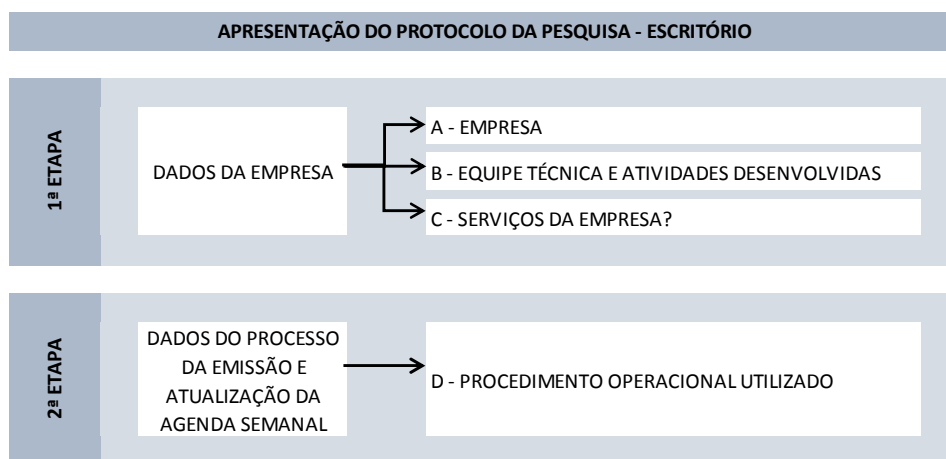 APRESENTAÇÃO DO PROTOCOLO DA PESQUISA - ESCRITÓRIO
1ª ETAPA
DADOS DA EMPRESA
A - EMPRESA
B - EQUIPE TÉCNICA E ATIVIDADES DESENVOLVIDAS
C - SERVIÇOS DA EMPRESA?
2ª ETAPA
DADOS DO PROCESSO
DA EMISSÃO E
ATUALIZAÇÃO DA
AGENDA SEMANAL
D - PROCEDIMENTO OPERACIONAL UTILIZADO